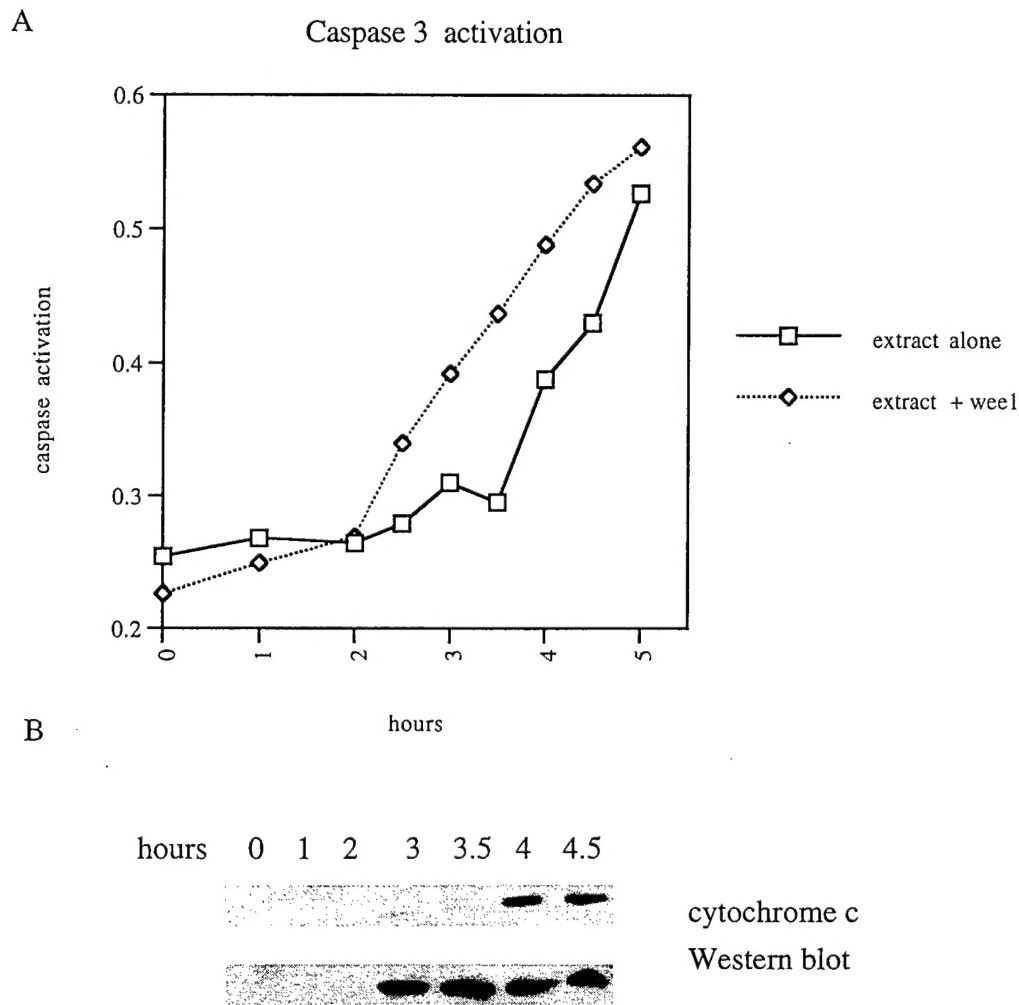 A
Caspase 3 activation
0.6
0.5
0.4
0.3
0.2
caspase activation
0 1 2 3 4 5
hours
extract alone
extract + wee1
B
hours 0 1 2 3 3.5 4 4.5
cytochrome c
Western blot